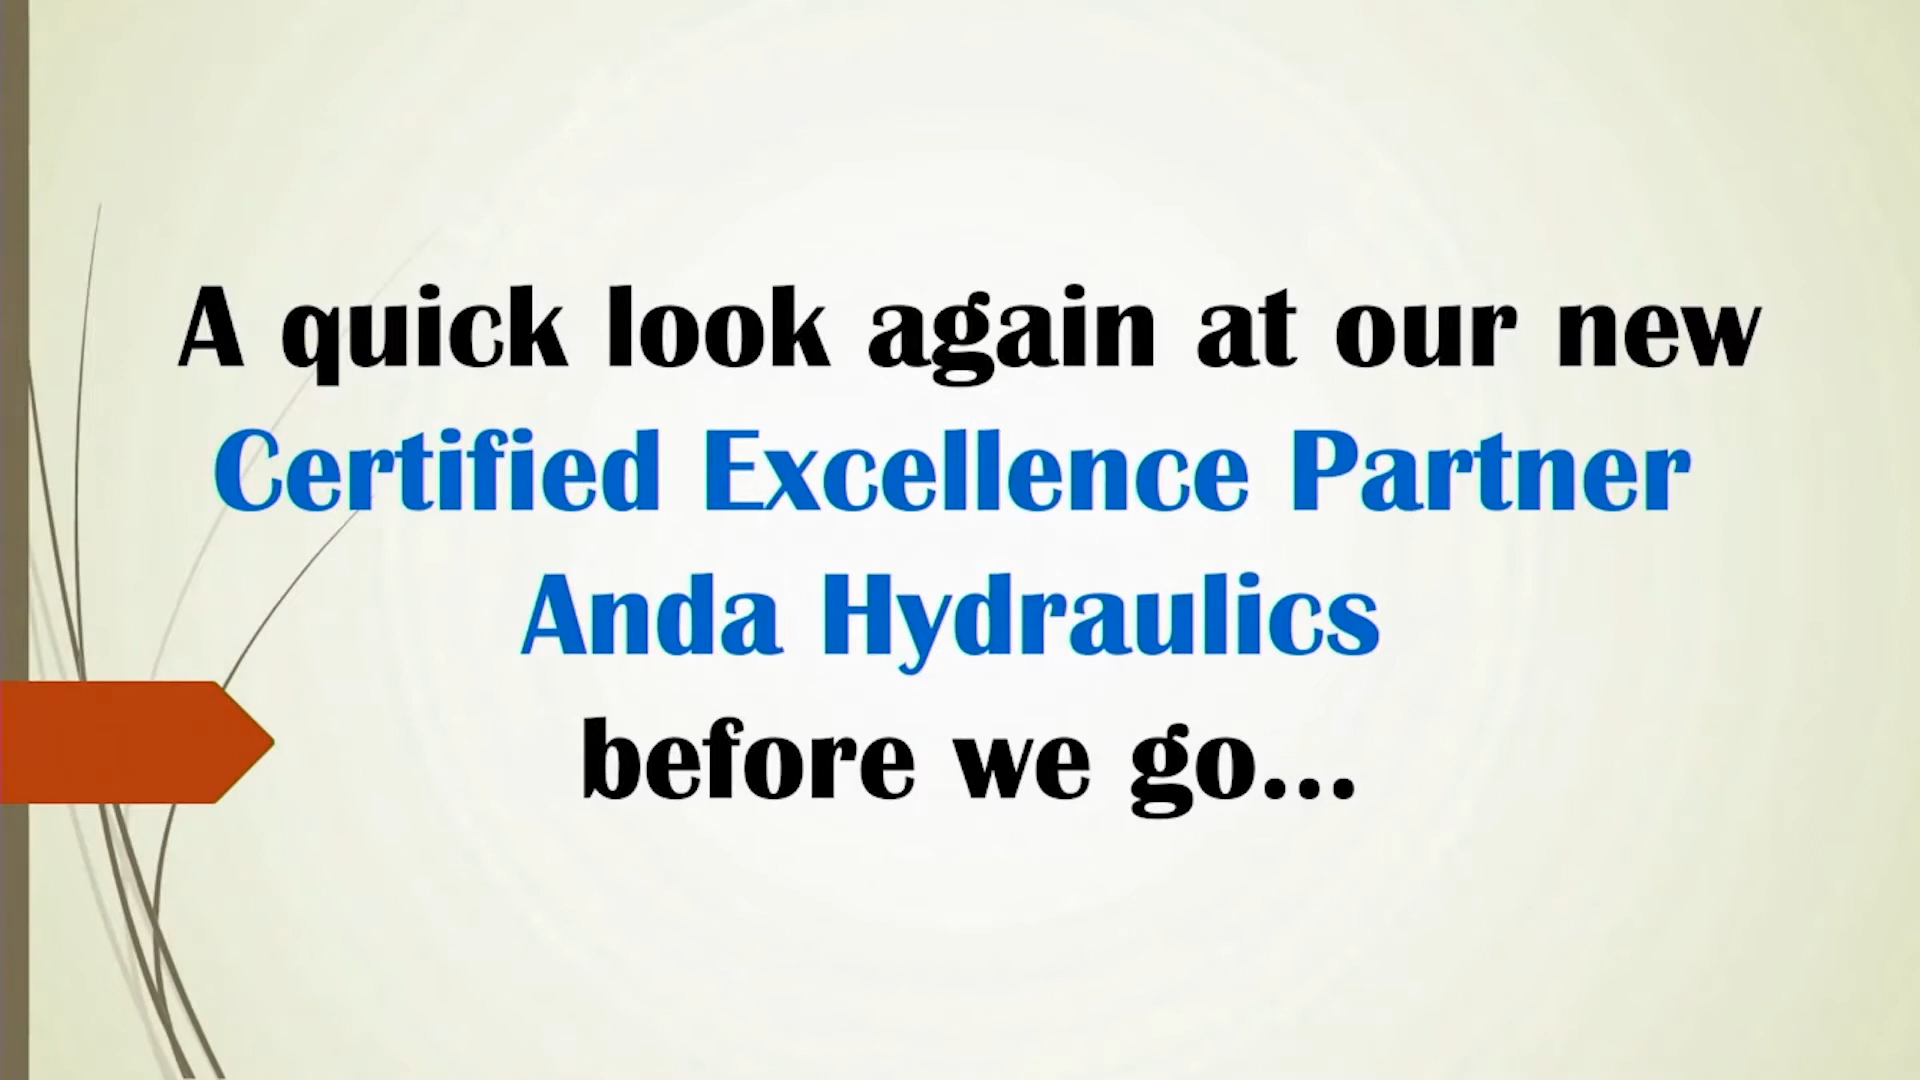 A quick look again at our new
Certified Excellence Partner
Anda Hydraulics
before we go...